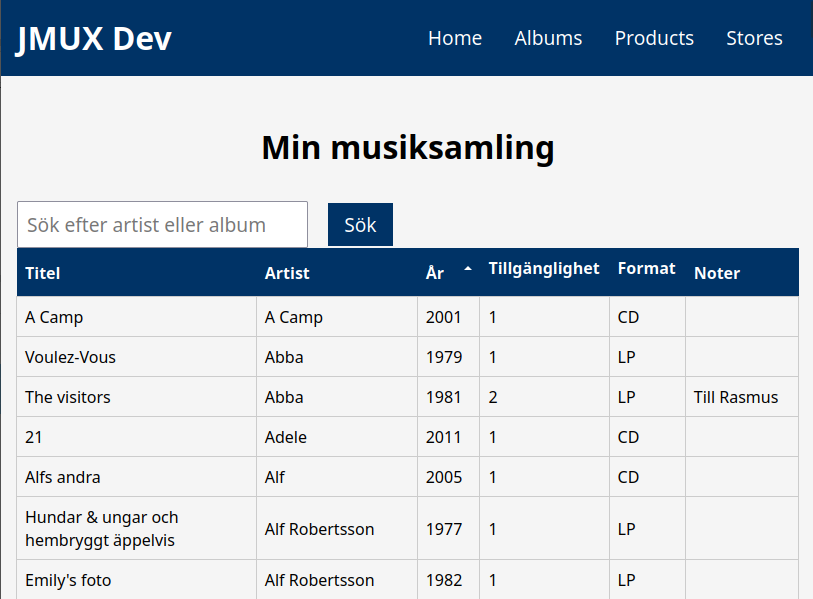 JMUX Dev Home Albums Products Stores
Min musiksamling
Sök efter artist eller album Sök
Titel Artist År Tillgänglighet Format Noter
A Camp A Camp 2001 1 CD
Voulez-Vous Abba 1979 1 LP
The visitors Abba 1981 2 LP Till Rasmus
21 Adele 2011 1 CD
Alfs andra Alf 2005 1 CD
Hundar & ungar och
hembryggt äppelvis Alf Robertsson 1977 1 LP
Emily's foto Alf Robertsson 1982 1 LP